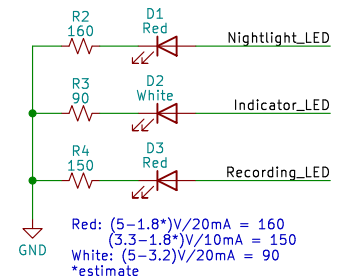 R2
160
D1
Red
Nightlight_LED
R3
90
D2
White
Indicator_LED
R4
150
D3
Red
Recording_LED
GND
Red: (5-1.8*)V/20mA = 160
(3.3-1.8*)V/10mA = 150
White: (5-3.2)V/20mA = 90
*estimate